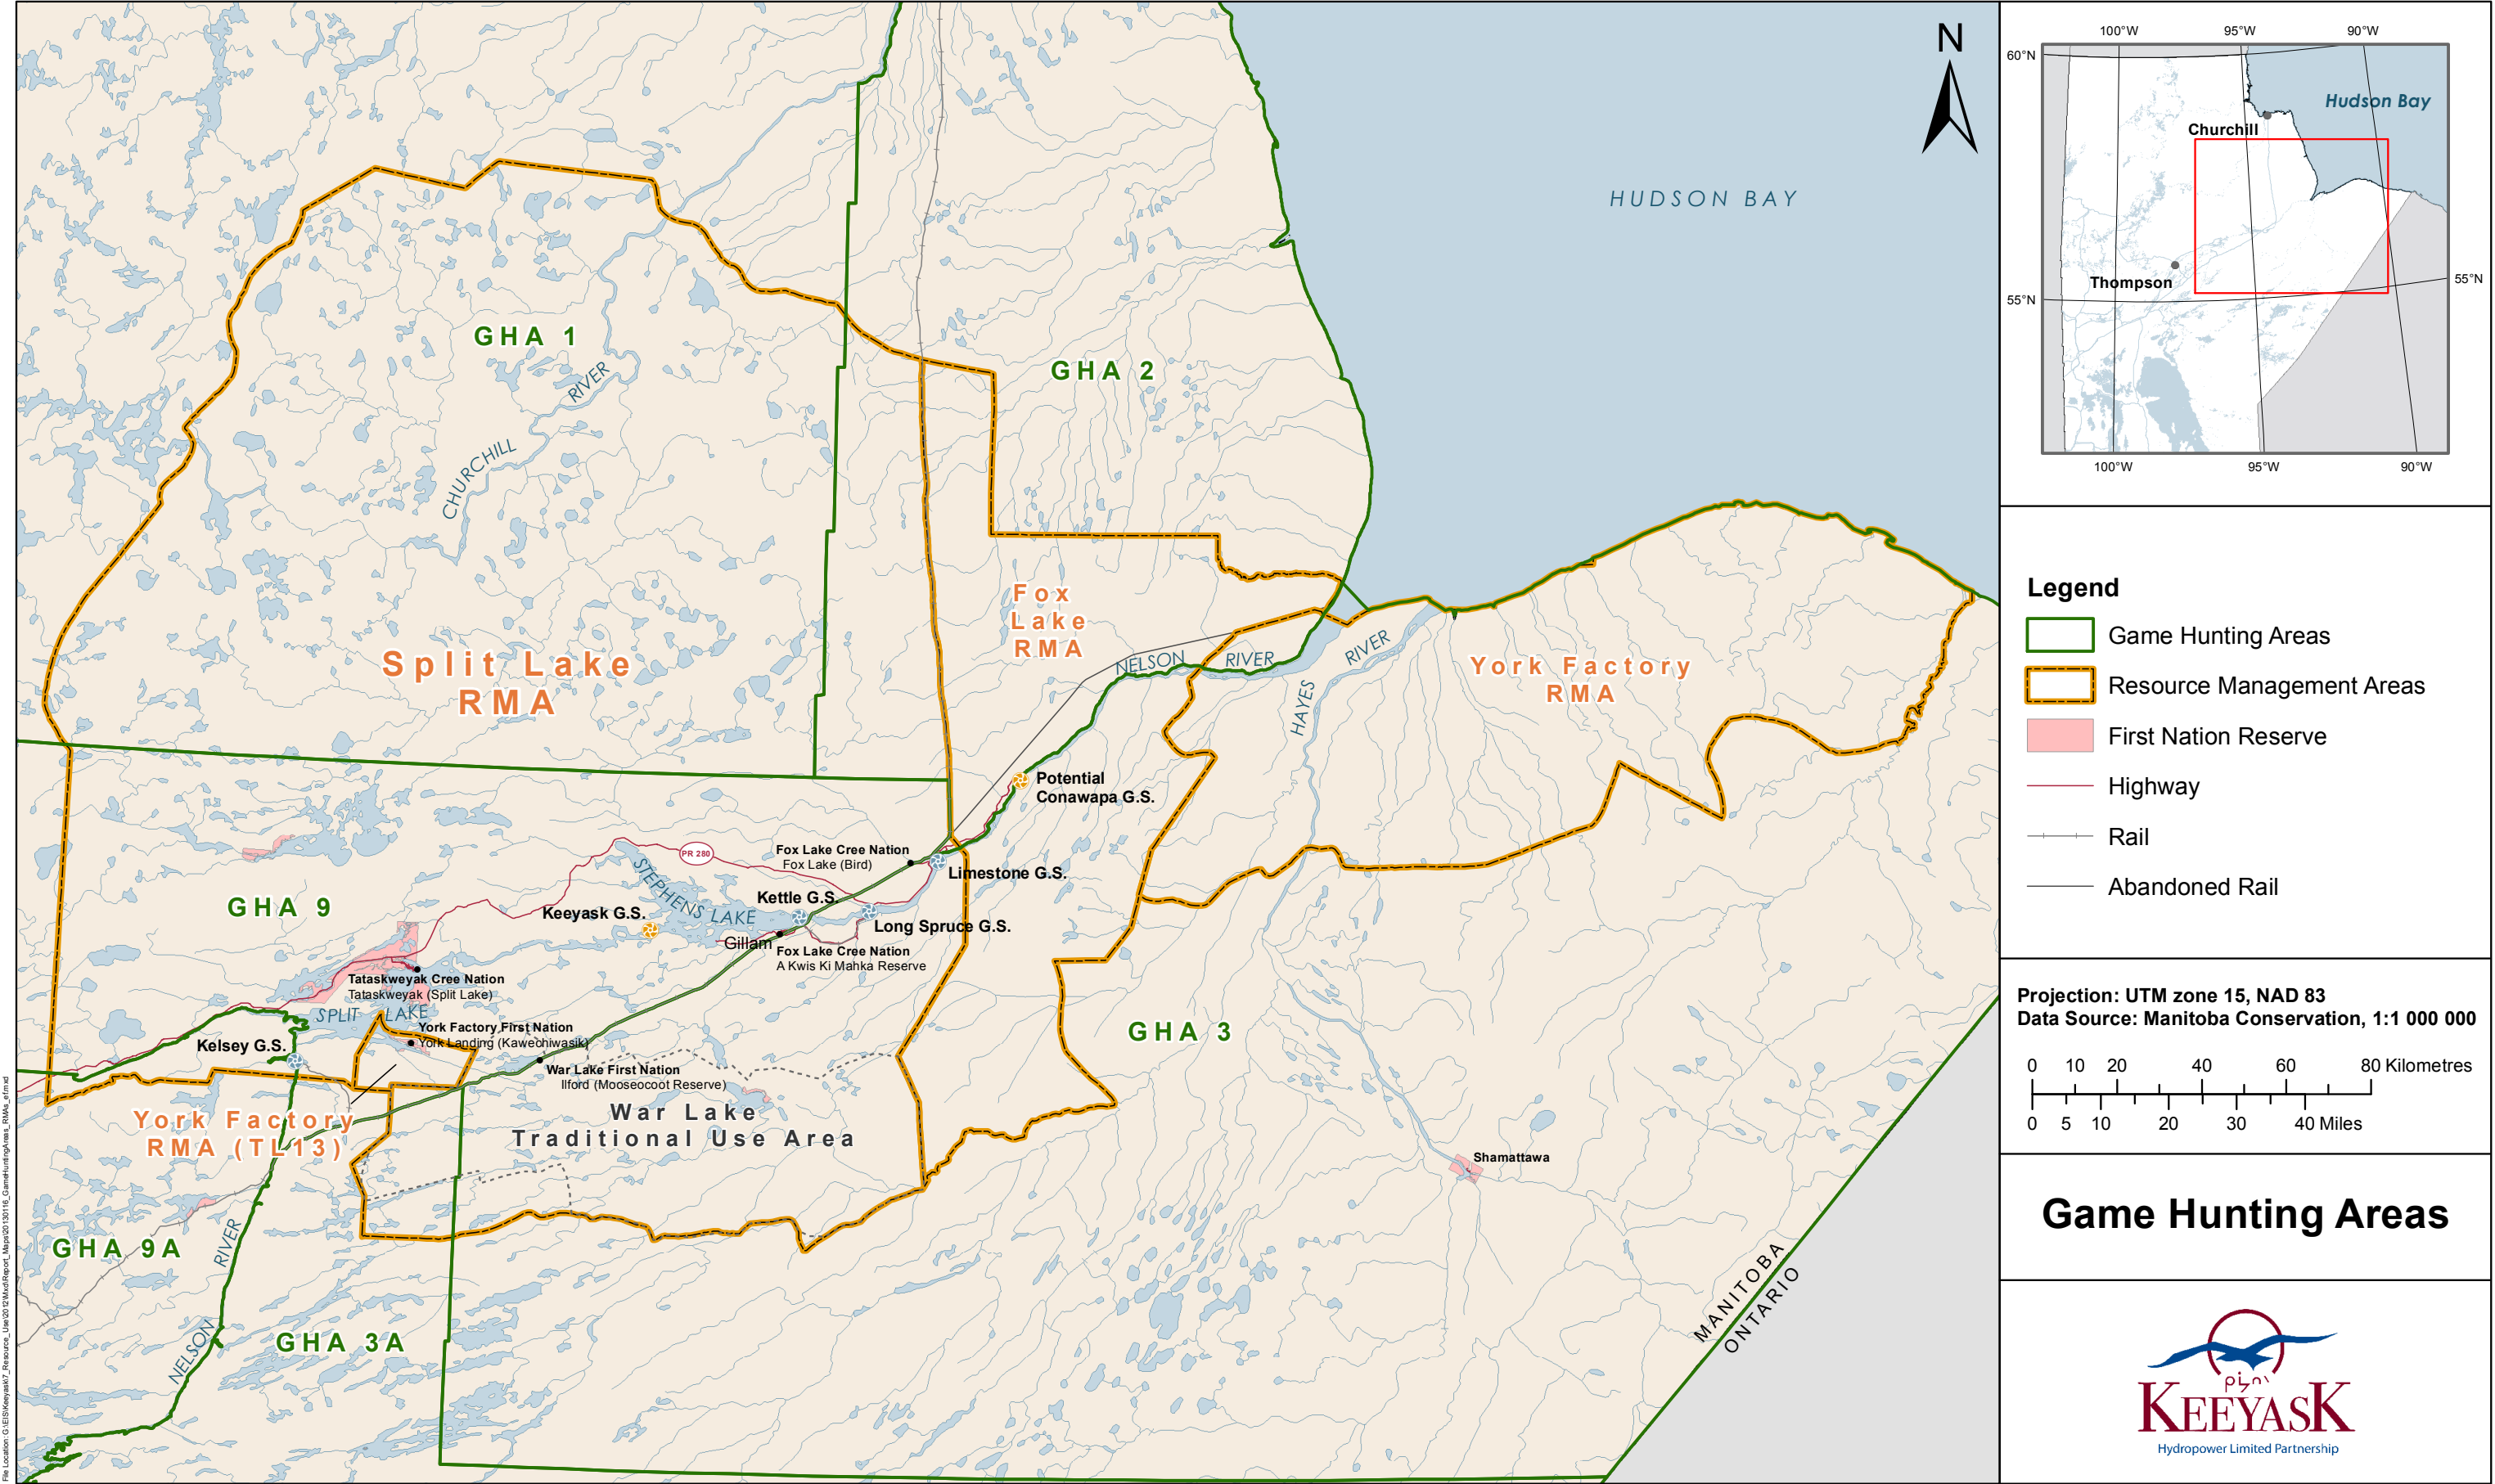 N
HUDSON BAY
GHA 1
GHA 2
CHURCHILL
RIVER
Fox
Lake
RMA
Split Lake
RMA
NELSON
RIVER
RIVER
HAYES
York Factory
RMA
Potential
Conawapa G.S.
PR 280
Fox Lake Cree Nation
Fox Lake (Bird)
Limestone G.S.
STEPHENS LAKE
Kettle G.S.
GHA 9
Keeyask G.S.
Long Spruce G.S.
Gillam
Fox Lake Cree Nation
A Kwis Ki Mahka Reserve
Tataskweyak Cree Nation
Tataskweyak (Split Lake)
SPLIT LAKE
York Factory First Nation
York Landing (Kawechiwasik)
Kelsey G.S.
GHA 3
War Lake First Nation
Ilford (Mooseocoot Reserve)
War Lake
Traditional Use Area
York Factory
RMA (TL13)
Shamattawa
GHA 9A
RIVER
NELSON
GHA 3A
MANITOBA
ONTARIO
100°W 95°W 90°W
60°N
Hudson Bay
Churchill
Thompson
55°N
55°N
100°W 95°W 90°W
Legend
Game Hunting Areas
Resource Management Areas
First Nation Reserve
Highway
Rail
Abandoned Rail
Projection: UTM zone 15, NAD 83
Data Source: Manitoba Conservation, 1:1 000 000
0 10 20 40 60 80 Kilometres
0 5 10 20 30 40 Miles
Game Hunting Areas
ᑭᔭᐢᐠ
KEEYASK
Hydropower Limited Partnership